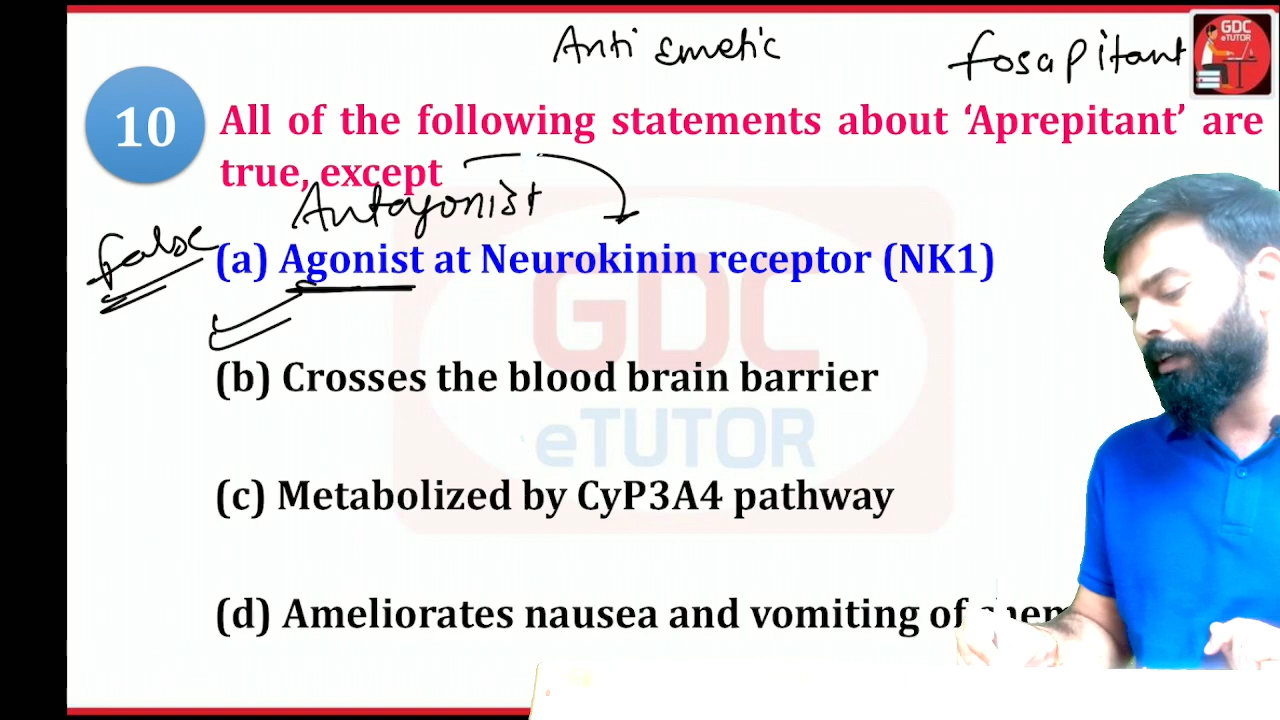 Anti Emetic
fosapitant
GDC
eTUTOR
10
All of the following statements about ‘Aprepitant’ are
true, except
Antagonist
false
(a) Agonist at Neurokinin receptor (NK1)
GDC
(b) Crosses the blood brain barrier
eTUTOR
(c) Metabolized by CyP3A4 pathway
(d) Ameliorates nausea and vomiting of